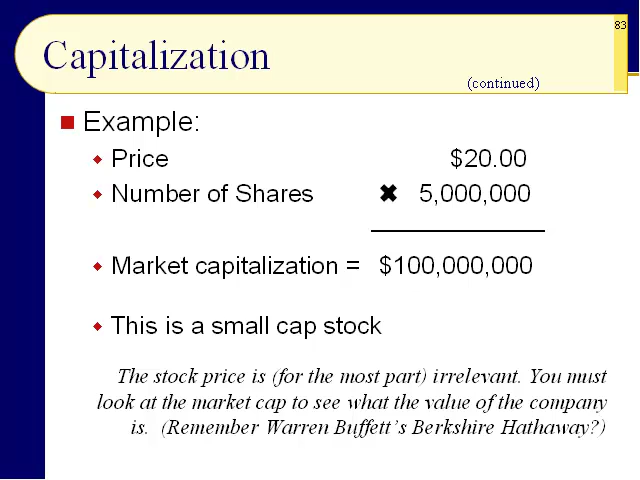 83
Capitalization
(continued)
Example:
Price $20.00
Number of Shares ✖ 5,000,000
Market capitalization = $100,000,000
This is a small cap stock
The stock price is (for the most part) irrelevant. You must
look at the market cap to see what the value of the company
is. (Remember Warren Buffett's Berkshire Hathaway?)